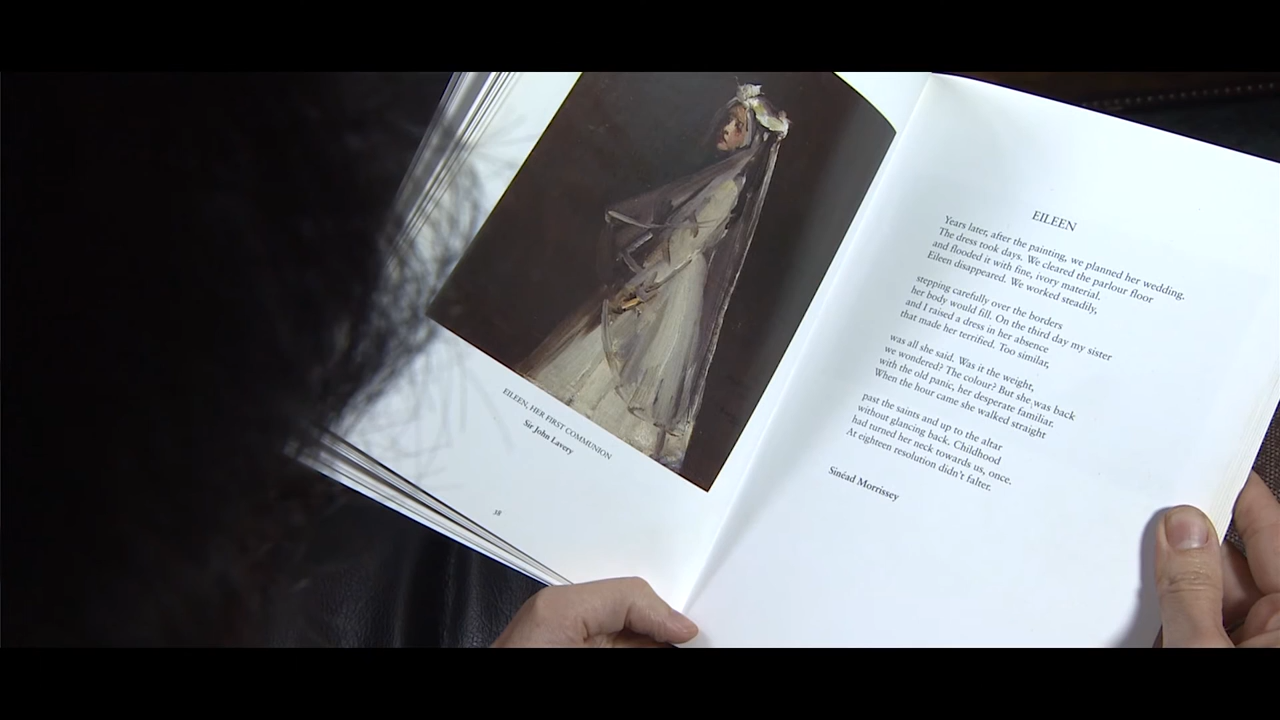 EILEEN, HER FIRST COMMUNION
Sir John Lavery
38
EILEEN
Years later, after the painting, we planned her wedding.
The dress took days. We cleared the parlour floor
and flooded it with fine, ivory material.
Eileen disappeared. We worked steadily,
stepping carefully over the borders
her body would fill. On the third day my sister
and I raised a dress in her absence
that made her terrified. Too similar,
was all she said. Was it the weight,
we wondered? The colour? But she was back
with the old panic, her desperate familiar.
When the hour came she walked straight
past the saints and up to the altar
without glancing back. Childhood
had turned her neck towards us, once.
At eighteen resolution didn't falter.
Sinéad Morrissey